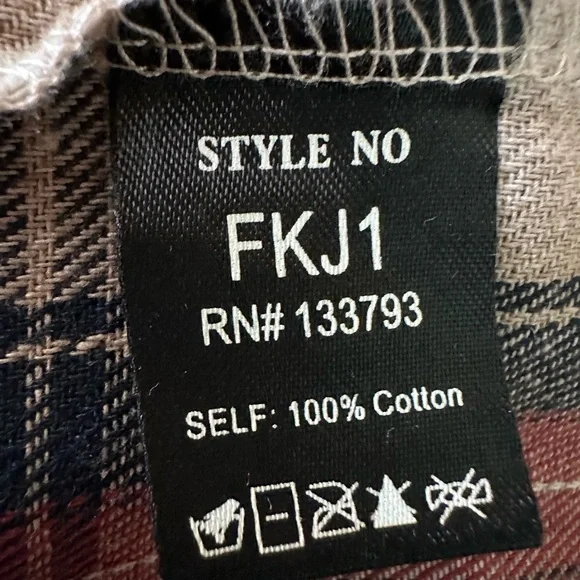 STYLE NO
FKJ1
RN# 133793
SELF: 100% Cotton